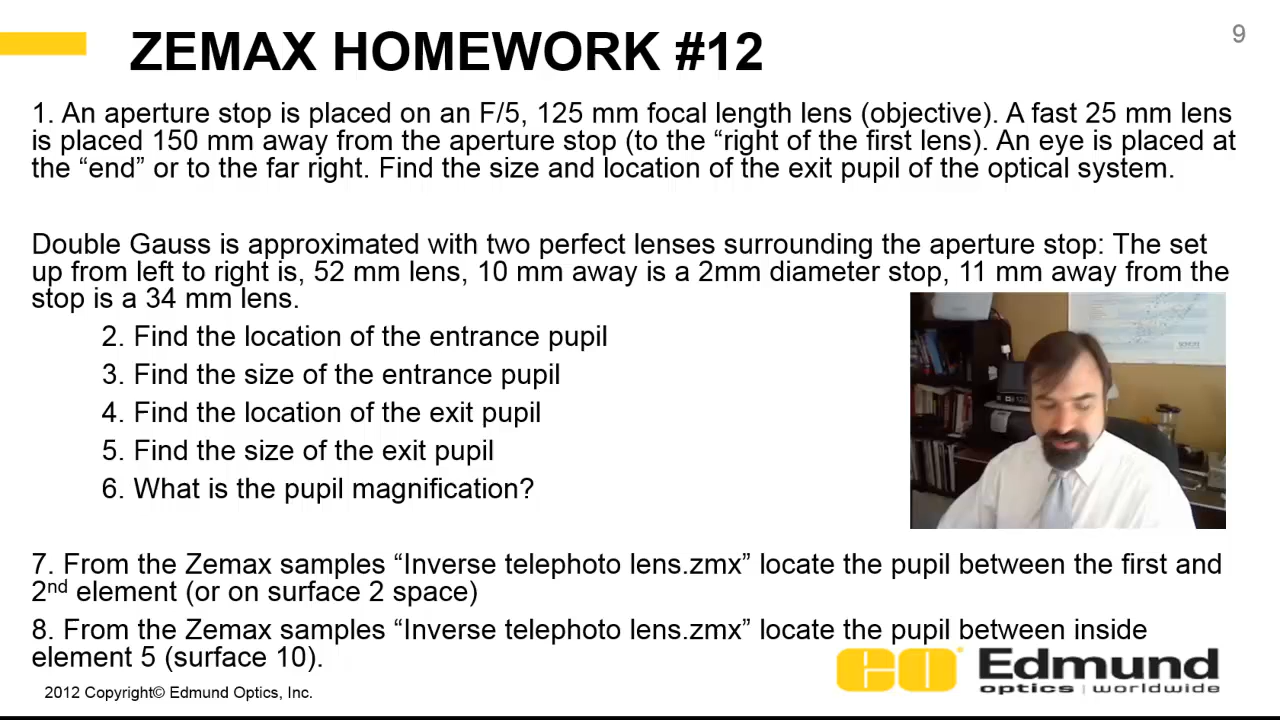 ZEMAX HOMEWORK #12
9
1. An aperture stop is placed on an F/5, 125 mm focal length lens (objective). A fast 25 mm lens
is placed 150 mm away from the aperture stop (to the “right of the first lens). An eye is placed at
the “end” or to the far right. Find the size and location of the exit pupil of the optical system.
Double Gauss is approximated with two perfect lenses surrounding the aperture stop: The set
up from left to right is, 52 mm lens, 10 mm away is a 2mm diameter stop, 11 mm away from the
stop is a 34 mm lens.
2. Find the location of the entrance pupil
3. Find the size of the entrance pupil
4. Find the location of the exit pupil
5. Find the size of the exit pupil
6. What is the pupil magnification?
7. From the Zemax samples “Inverse telephoto lens.zmx” locate the pupil between the first and
2nd element (or on surface 2 space)
8. From the Zemax samples “Inverse telephoto lens.zmx” locate the pupil between inside
element 5 (surface 10).
EO Edmund
optics | worldwide
2012 Copyright© Edmund Optics, Inc.